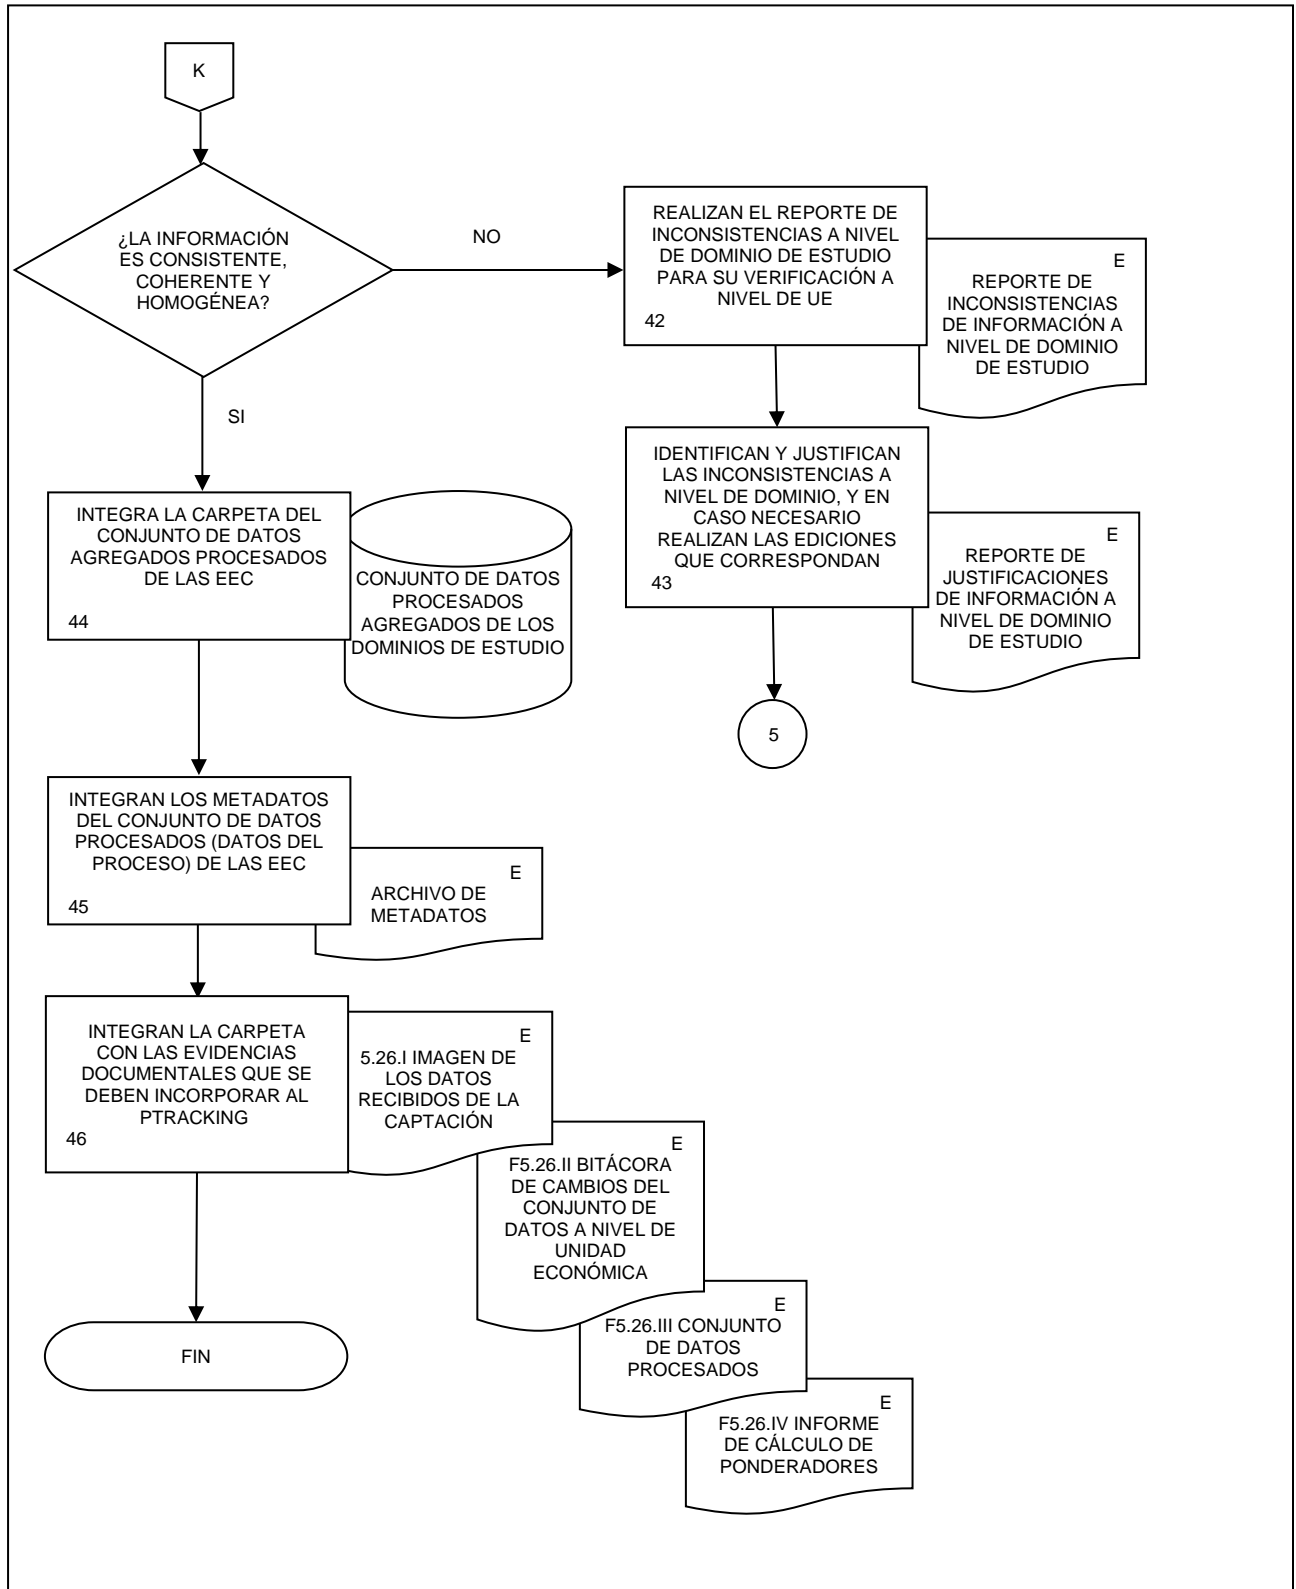 K
¿LA INFORMACIÓN
ES CONSISTENTE,
COHERENTE Y
HOMOGÉNEA?
NO
REALIZAN EL REPORTE DE
INCONSISTENCIAS A NIVEL
DE DOMINIO DE ESTUDIO
PARA SU VERIFICACIÓN A
NIVEL DE UE
42
E
REPORTE DE
INCONSISTENCIAS
DE INFORMACIÓN A
NIVEL DE DOMINIO
DE ESTUDIO
SI
IDENTIFICAN Y JUSTIFICAN
LAS INCONSISTENCIAS A
NIVEL DE DOMINIO, Y EN
CASO NECESARIO
REALIZAN LAS EDICIONES
QUE CORRESPONDAN
43
E
REPORTE DE
JUSTIFICACIONES
DE INFORMACIÓN A
NIVEL DE DOMINIO
DE ESTUDIO
5
INTEGRA LA CARPETA DEL
CONJUNTO DE DATOS
AGREGADOS PROCESADOS
DE LAS EEC
44
CONJUNTO DE DATOS
PROCESADOS
AGREGADOS DE LOS
DOMINIOS DE ESTUDIO
INTEGRAN LOS METADATOS
DEL CONJUNTO DE DATOS
PROCESADOS (DATOS DEL
PROCESO) DE LAS EEC
45
E
ARCHIVO DE
METADATOS
INTEGRAN LA CARPETA
CON LAS EVIDENCIAS
DOCUMENTALES QUE SE
DEBEN INCORPORAR AL
PTRACKING
46
E
5.26.I IMAGEN DE
LOS DATOS
RECIBIDOS DE LA
CAPTACIÓN
E
F5.26.II BITÁCORA
DE CAMBIOS DEL
CONJUNTO DE
DATOS A NIVEL DE
UNIDAD
ECONÓMICA
E
F5.26.III CONJUNTO
DE DATOS
PROCESADOS
E
F5.26.IV INFORME
DE CÁLCULO DE
PONDERADORES
FIN